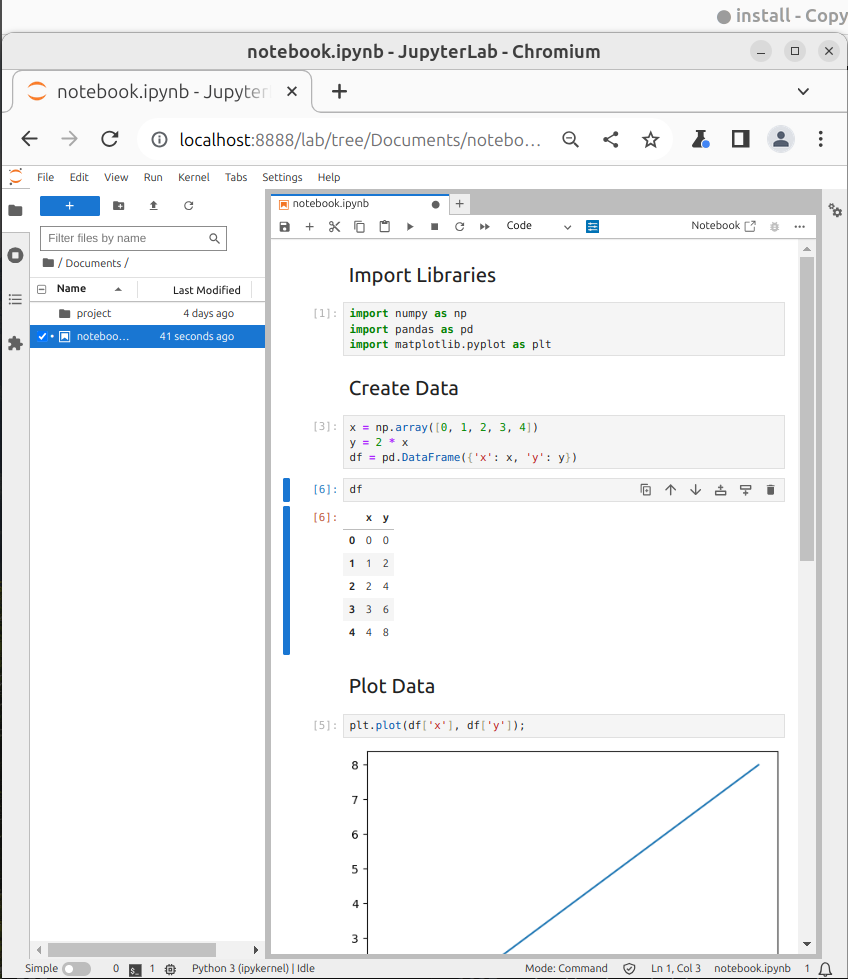 install - Copy
notebook.ipynb - JupyterLab - Chromium
notebook.ipynb - Jupyter
localhost:8888/lab/tree/Documents/notebo...
File Edit View Run Kernel Tabs Settings Help
notebook.ipynb
Code
Notebook
Filter files by name
/ Documents /
Name Last Modified
project 4 days ago
noteboo... 41 seconds ago
Import Libraries
[1]: import numpy as np
import pandas as pd
import matplotlib.pyplot as plt
Create Data
[3]: x = np.array([0, 1, 2, 3, 4])
y = 2 * x
df = pd.DataFrame({'x': x, 'y': y})
[6]: df
[6]: x y
0 0 0
1 1 2
2 2 4
3 3 6
4 4 8
Plot Data
[5]: plt.plot(df['x'], df['y']);
8
7
6
5
4
3
Simple 0 1 Python 3 (ipykernel) | Idle Mode: Command Ln 1, Col 3 notebook.ipynb 1